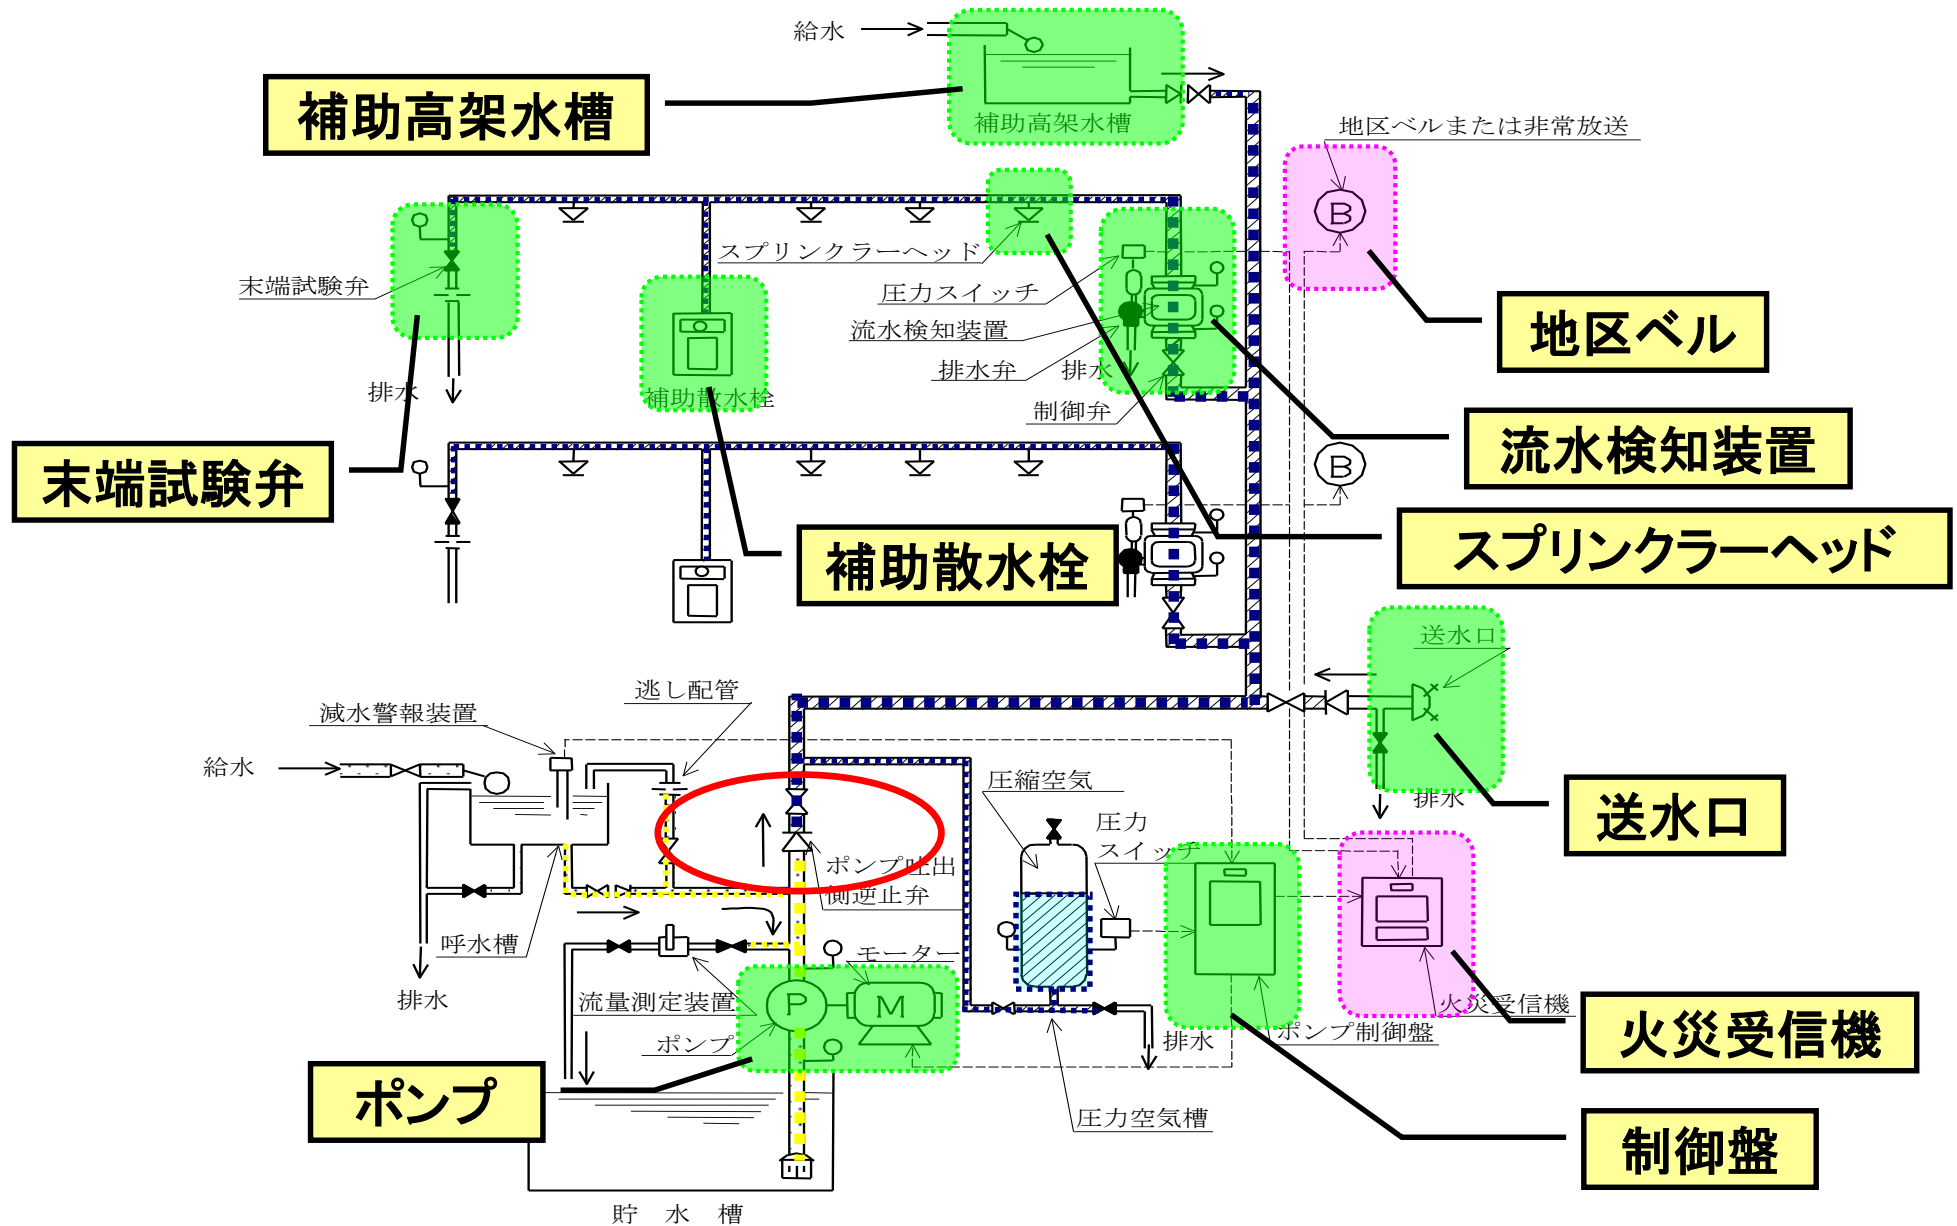 給水
補助高架水槽
補助高架水槽
地区ベルまたは非常放送
B
スプリンクラーヘッド
末端試験弁
圧力スイッチ
流水検知装置
地区ベル
排水弁
排水
排水
補助散水栓
制御弁
流水検知装置
末端試験弁
B
補助散水栓
スプリンクラーヘッド
送水口
逃し配管
減水警報装置
給水
圧縮空気
排水
送水口
圧力
スイッチ
ポンプ吐出
側逆止弁
呼水槽
モーター
排水
流量測定装置
P
M
火災受信機
ポンプ制御盤
火災受信機
ポンプ
排水
ポンプ
圧力空気槽
制御盤
貯水槽